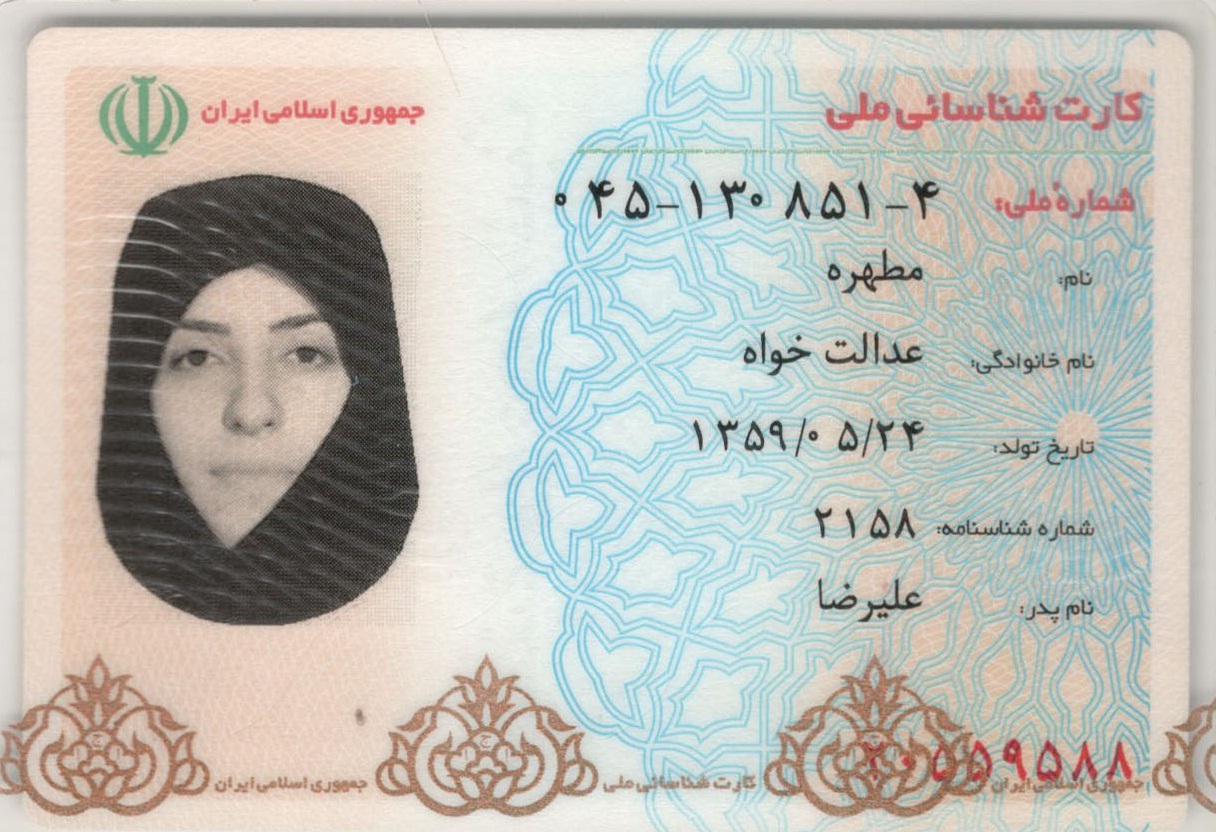 کارت شناسائی ملی
جمهوری اسلامی ایران
شماره ملی: ۰۴۵-۱۳۰۸۵۱-۴
نام: مطهره
نام خانوادگی: عدالت خواه
تاریخ تولد: ۱۳۵۹/۰۵/۲۴
شماره شناسنامه: ۲۱۵۸
نام پدر: علیرضا
۲۰۵۵۹۵۸۸
جمهوری اسلامی ایران کارت شناسائی ملی جمهوری اسلامی ایران